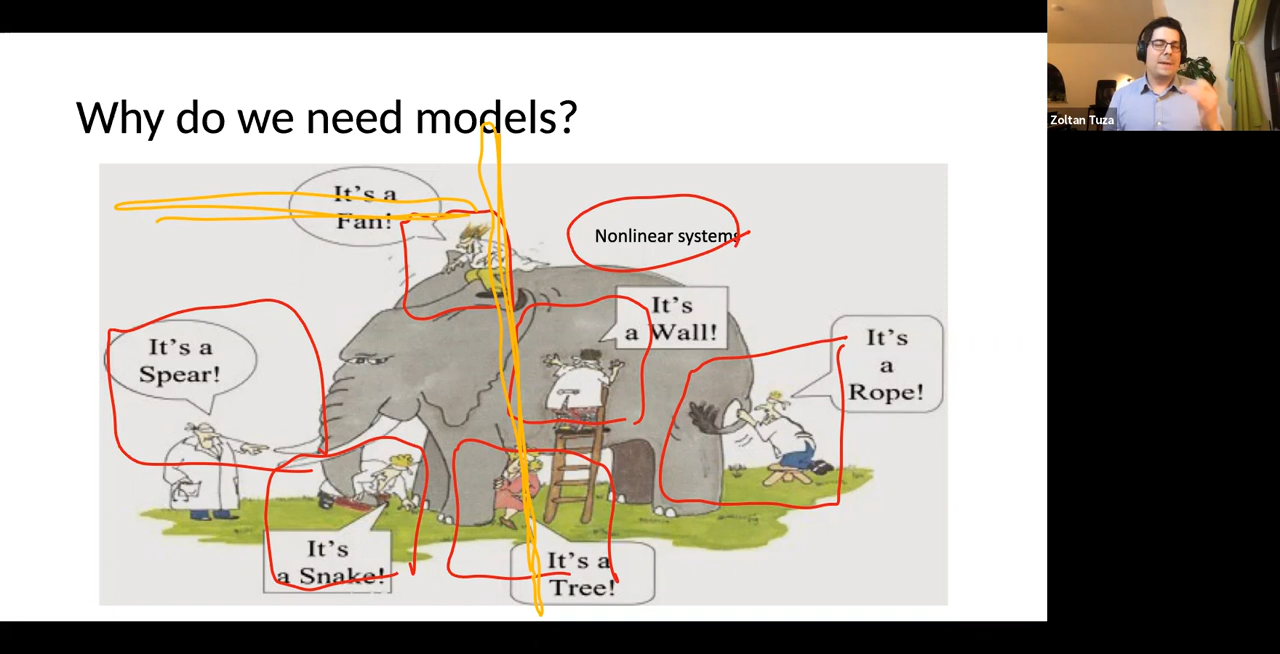 Zoltan Tuza
Why do we need models?
It's a
Fan!
Nonlinear systems
It's
a Wall!
It's a
Spear!
It's
a
Rope!
It's
a Snake!
It's a
Tree!